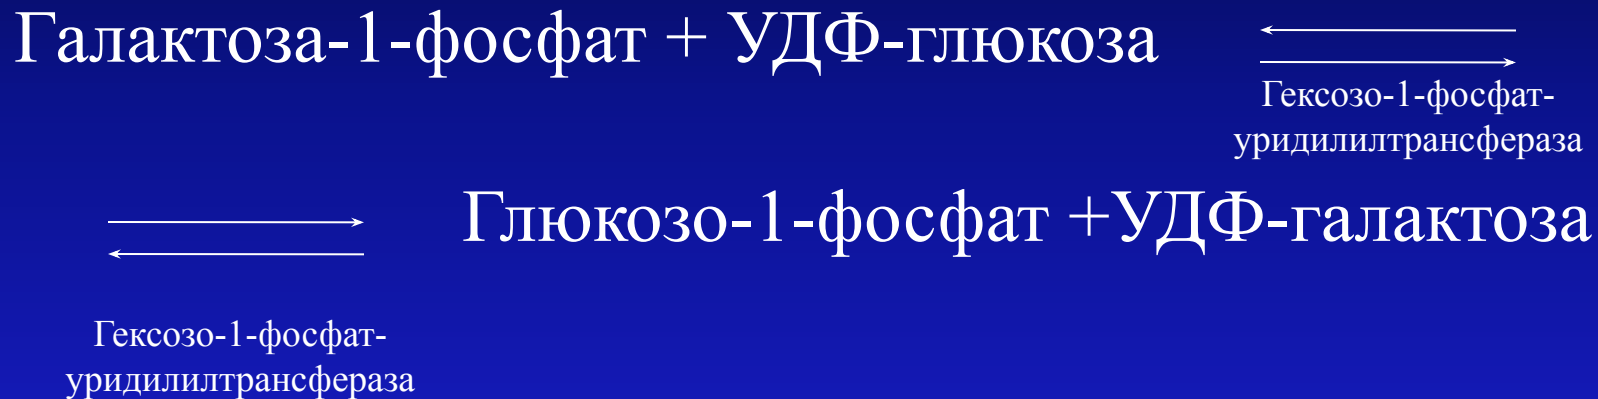 Галактоза-1-фосфат + УДФ-глюкоза
Гексозо-1-фосфат-
уридилилтрансфераза
Глюкозо-1-фосфат +УДФ-галактоза
Гексозо-1-фосфат-
уридилилтрансфераза